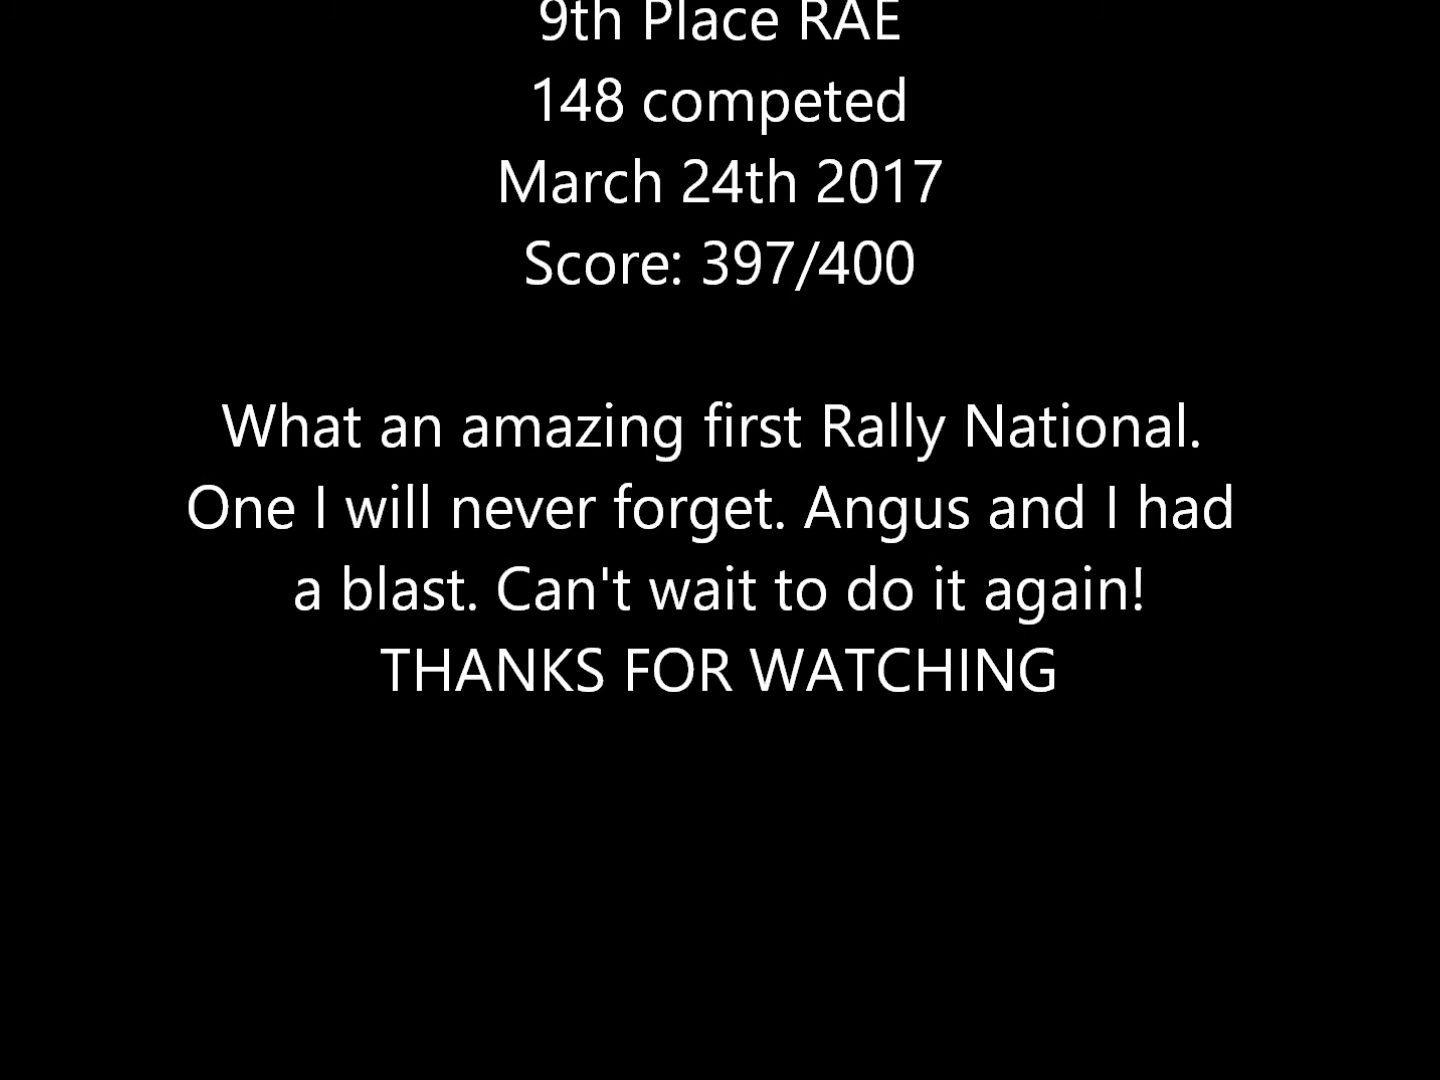 9th Place RAE
148 competed
March 24th 2017
Score: 397/400
What an amazing first Rally National.
One I will never forget. Angus and I had
a blast. Can't wait to do it again!
THANKS FOR WATCHING